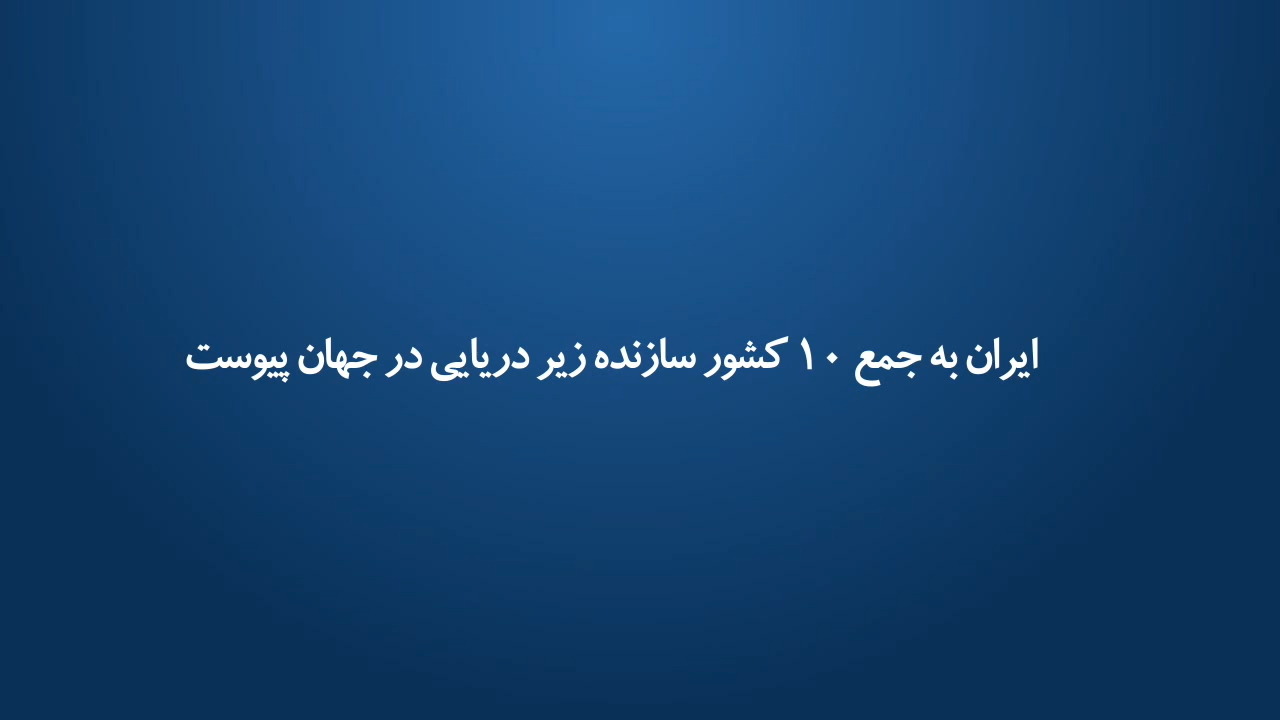 ایران به جمع ۱۰ کشور سازنده زیر دریایی در جهان پیوست